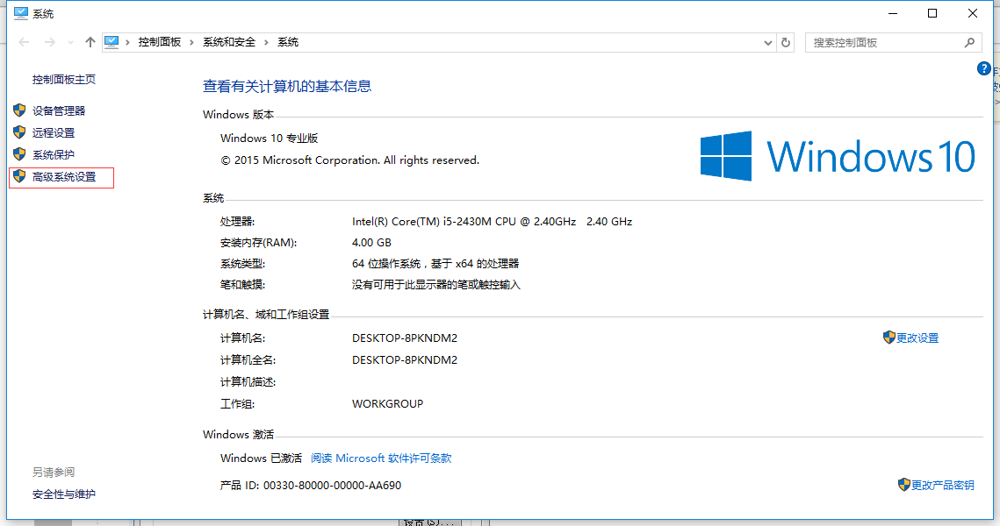 系统
控制面板 系统和安全 系统
搜索控制面板
控制面板主页
设备管理器
远程设置
系统保护
高级系统设置
另请参阅
安全性与维护
查看有关计算机的基本信息
Windows 版本
Windows 10 专业版
© 2015 Microsoft Corporation. All rights reserved.
Windows 10
系统
处理器: Intel(R) Core(TM) i5-2430M CPU @ 2.40GHz 2.40 GHz
安装内存(RAM): 4.00 GB
系统类型: 64 位操作系统，基于 x64 的处理器
笔和触摸: 没有可用于此显示器的笔或触控输入
计算机名、域和工作组设置
计算机名: DESKTOP-8PKNDM2 更改设置
计算机全名: DESKTOP-8PKNDM2
计算机描述:
工作组: WORKGROUP
Windows 激活
Windows 已激活 阅读 Microsoft 软件许可条款
产品 ID: 00330-80000-00000-AA690 更改产品密钥